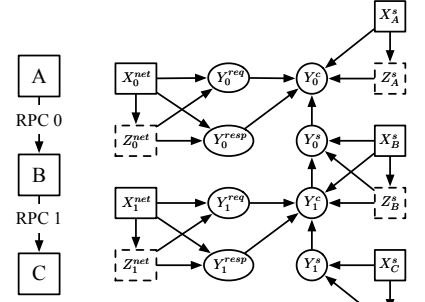 X_A^s
A
X_0^{net}
Y_0^{req}
Y_0^c
Z_A^s
RPC 0
Z_0^{net}
Y_0^{resp}
Y_0^s
X_B^s
B
X_1^{net}
Y_1^{req}
Y_1^c
Z_B^s
RPC 1
C
Z_1^{net}
Y_1^{resp}
Y_1^s
X_C^s